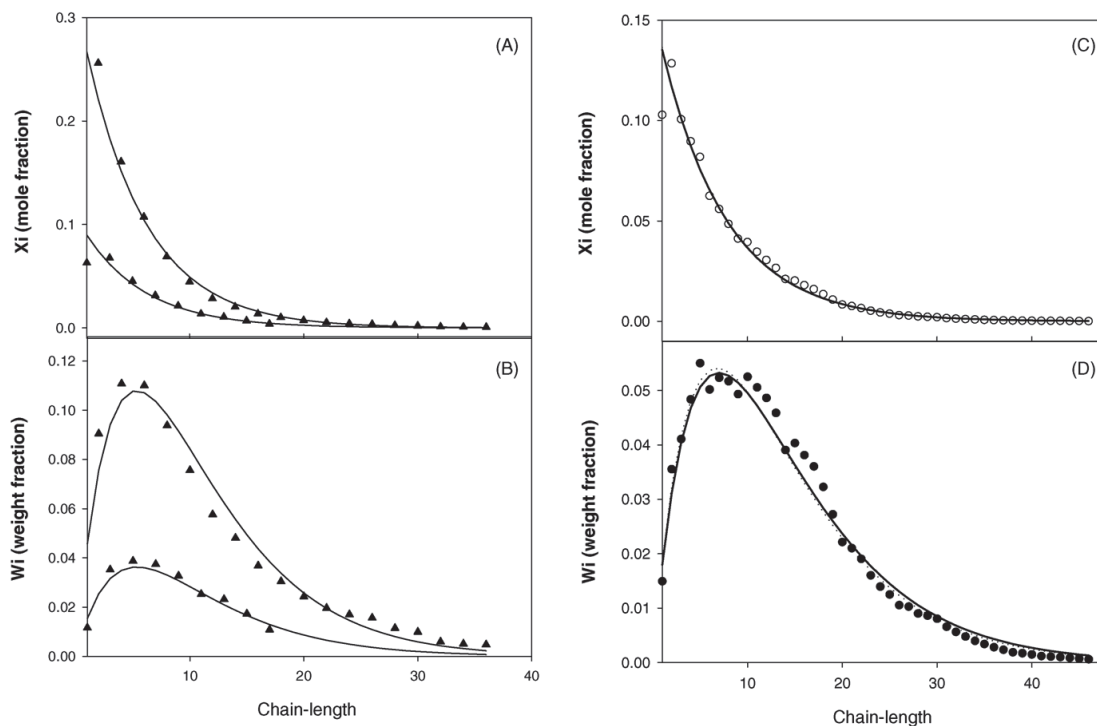 0.3
0.2
0.1
0.0
Xi (mole fraction)
(A)
0.12
0.10
0.08
0.06
0.04
0.02
0.00
Wi (weight fraction)
(B)
10
20
30
40
Chain-length
0.15
0.10
0.05
0.00
Xi (mole fraction)
(C)
0.05
0.04
0.03
0.02
0.01
0.00
Wi (weight fraction)
(D)
10
20
30
40
Chain-length